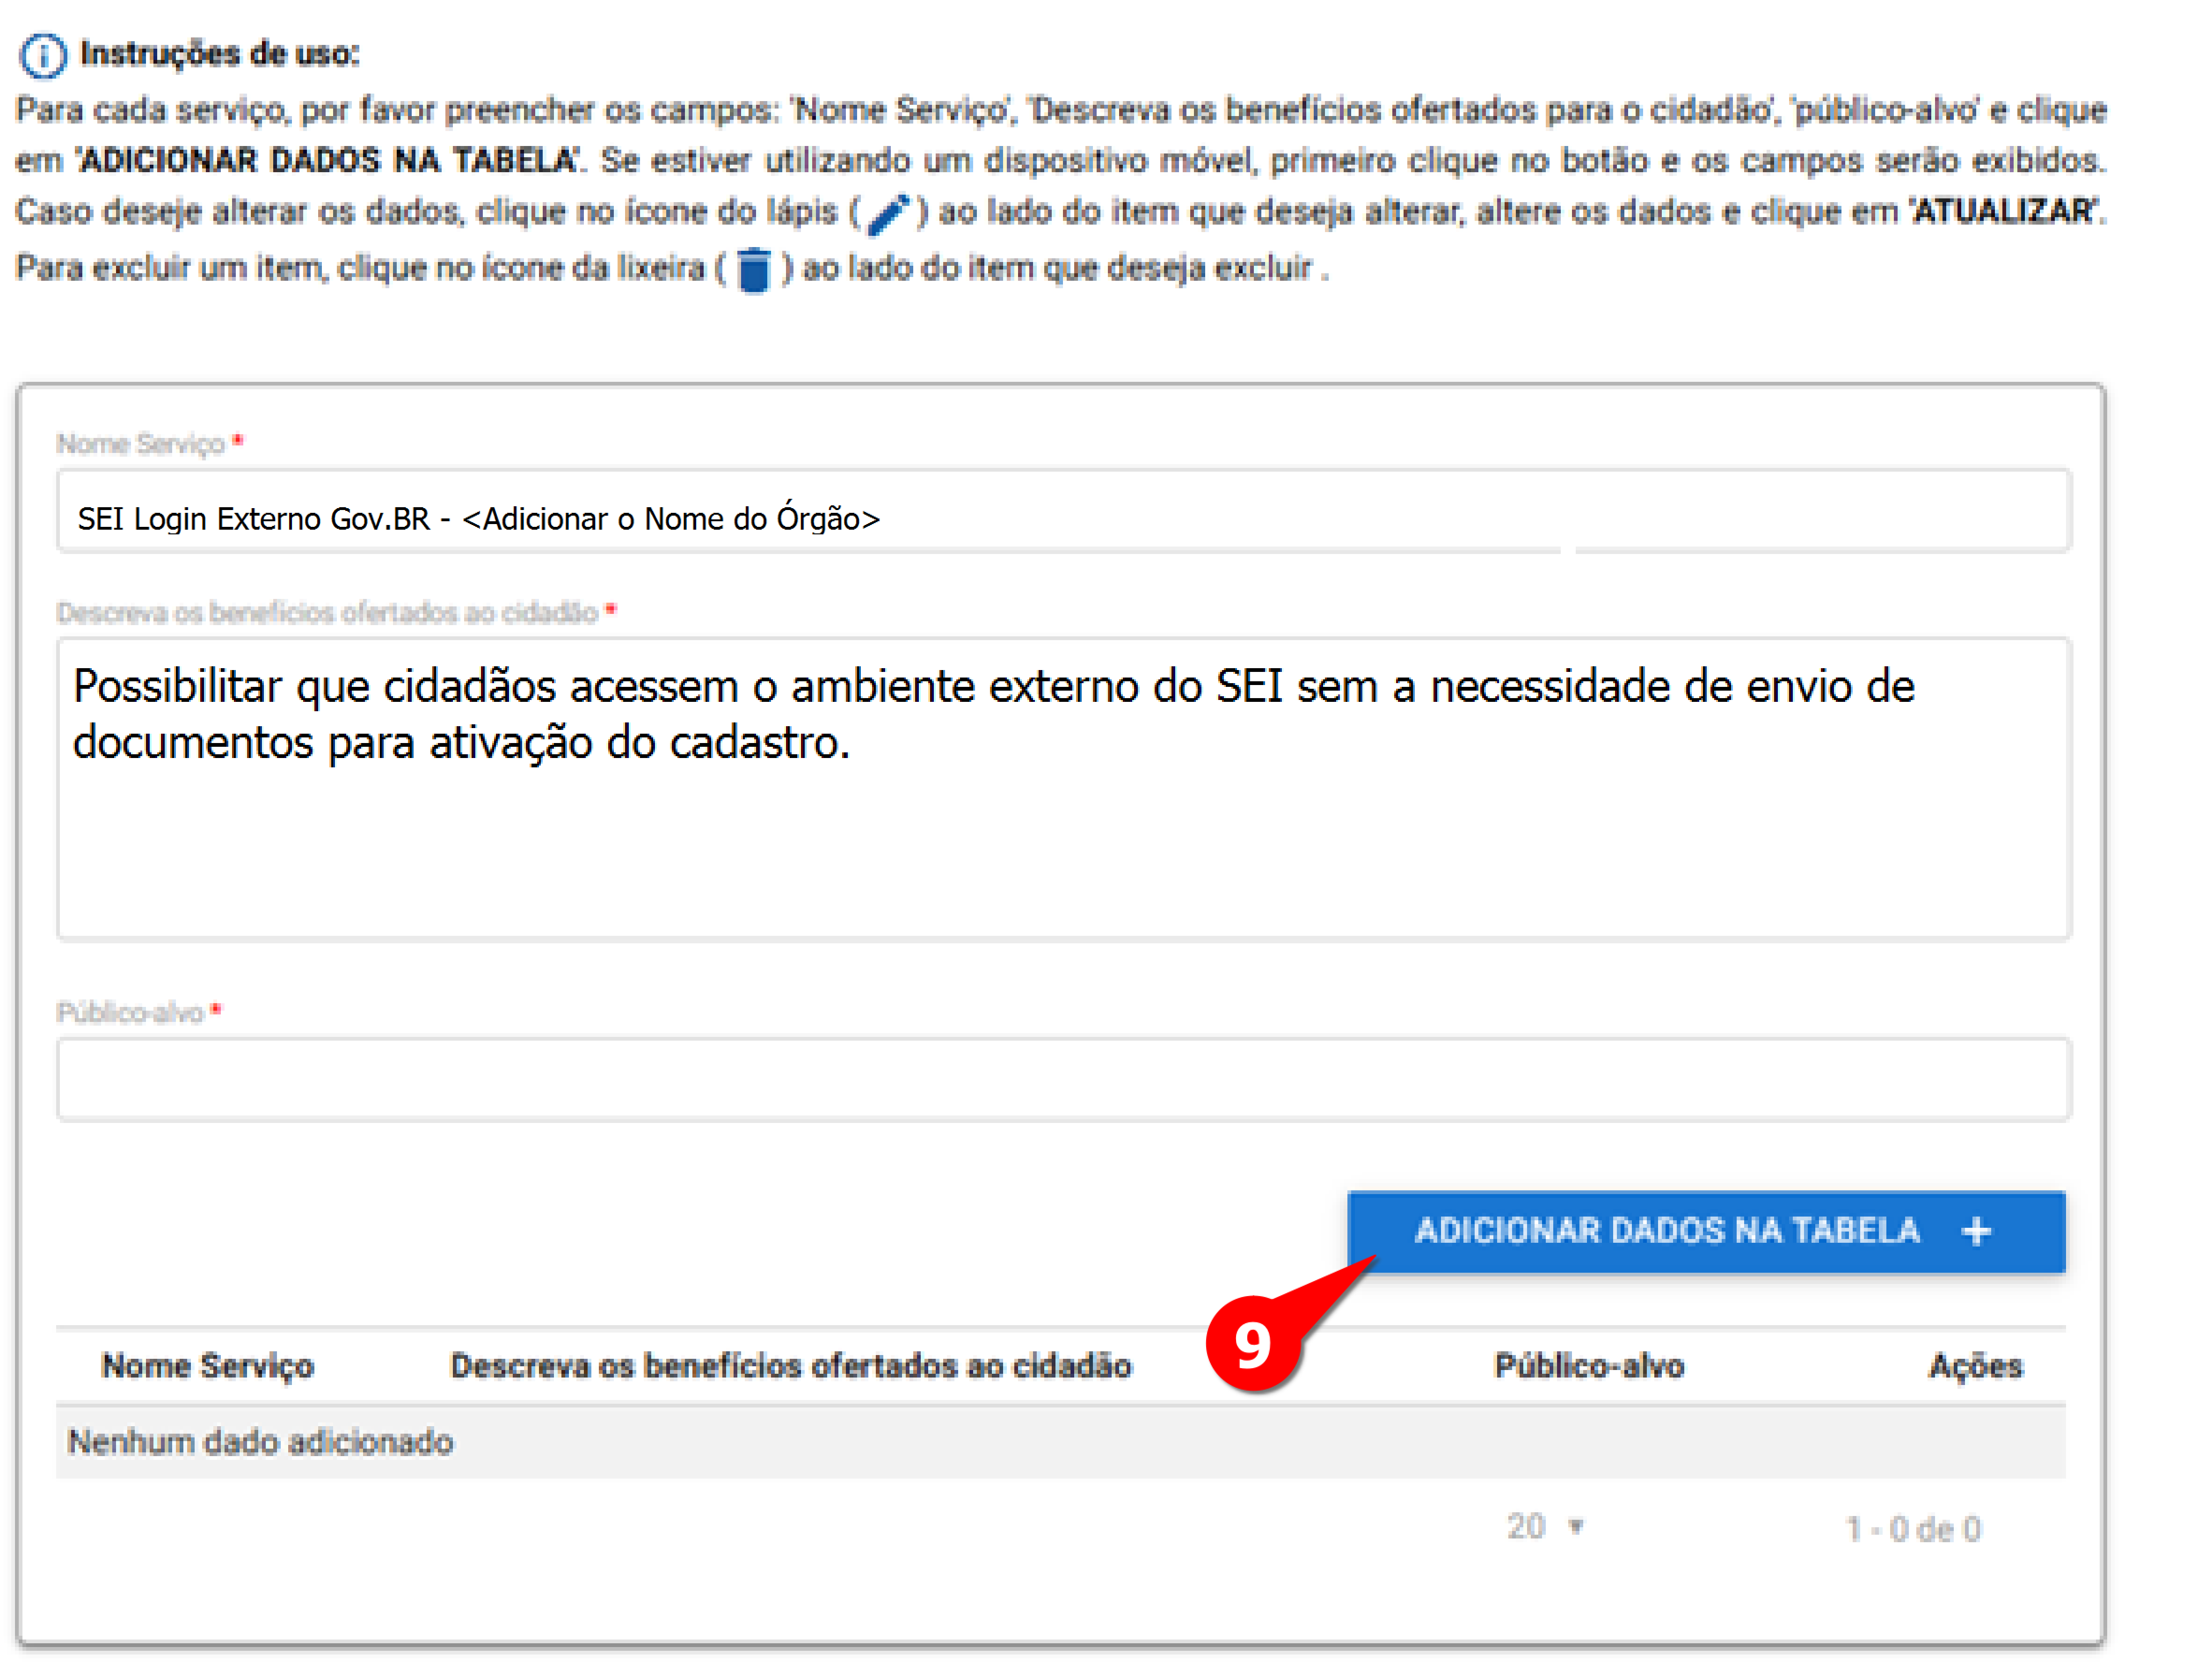 Instruções de uso:
Para cada serviço, por favor preencher os campos: 'Nome Serviço', 'Descreva os benefícios ofertados para o cidadão', 'público-alvo' e clique
em "ADICIONAR DADOS NA TABELA". Se estiver utilizando um dispositivo móvel, primeiro clique no botão e os campos serão exibidos.
Caso deseje alterar os dados, clique no ícone do lápis ( ) ao lado do item que deseja alterar, altere os dados e clique em "ATUALIZAR".
Para excluir um item, clique no ícone da lixeira ( ) ao lado do item que deseja excluir .
Nome Serviço *
SEI Login Externo Gov.BR - <Adicionar o Nome do Órgão>
Descreva os benefícios ofertados ao cidadão *
Possibilitar que cidadãos acessem o ambiente externo do SEI sem a necessidade de envio de
documentos para ativação do cadastro.
Público-alvo *
ADICIONAR DADOS NA TABELA +
9
Nome Serviço Descreva os benefícios ofertados ao cidadão Público-alvo Ações
Nenhum dado adicionado
20 ▼ 1 - 0 de 0